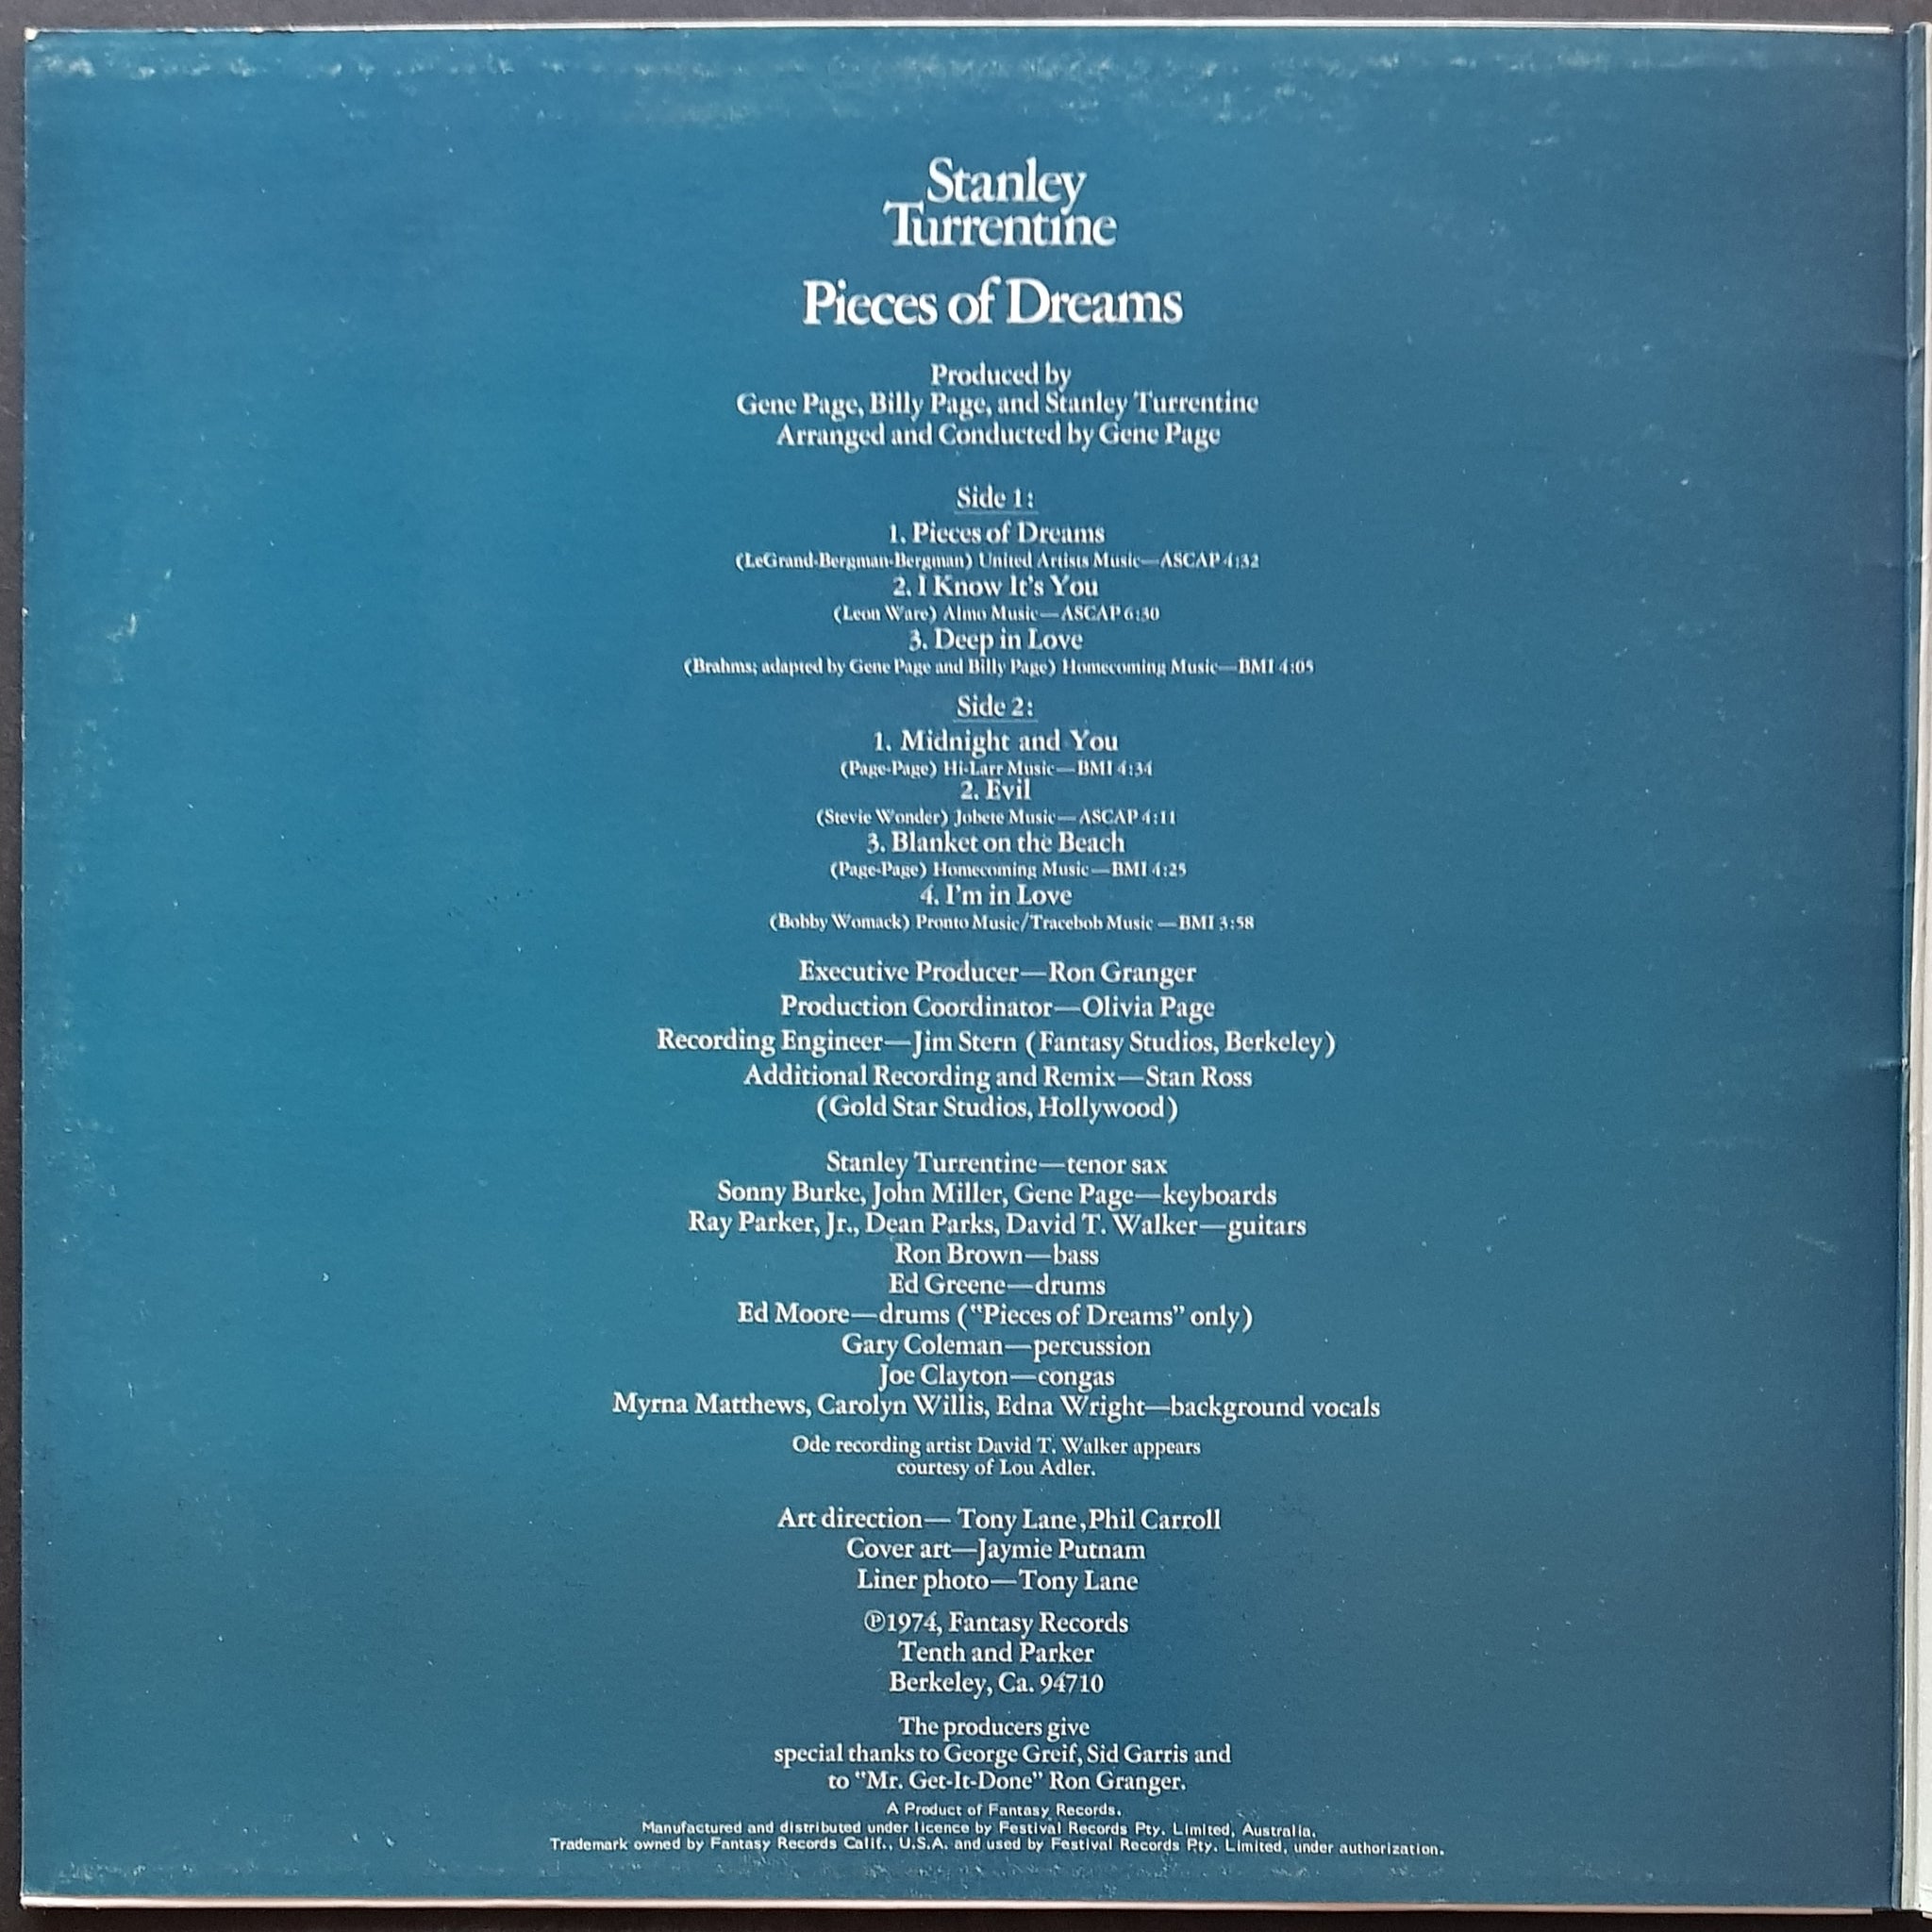 Stanley
Turrentine
Pieces of Dreams
Produced by
Gene Page, Billy Page, and Stanley Turrentine
Arranged and Conducted by Gene Page
Side 1:
1. Pieces of Dreams
(LeGrand-Bergman-Bergman) United Artists Music—ASCAP 4:32
2. I Know It's You
(Leon Ware) Almo Music—ASCAP 6:30
3. Deep in Love
(Brahms; adapted by Gene Page and Billy Page) Homecoming Music—BMI 4:05
Side 2:
1. Midnight and You
(Page-Page) Hi-Larr Music—BMI 4:34
2. Evil
(Stevie Wonder) Jobete Music—ASCAP 4:11
3. Blanket on the Beach
(Page-Page) Homecoming Music—BMI 4:25
4. I'm in Love
(Bobby Womack) Pronto Music/Tracebob Music—BMI 3:58
Executive Producer—Ron Granger
Production Coordinator—Olivia Page
Recording Engineer—Jim Stern (Fantasy Studios, Berkeley)
Additional Recording and Remix—Stan Ross
(Gold Star Studios, Hollywood)
Stanley Turrentine—tenor sax
Sonny Burke, John Miller, Gene Page—keyboards
Ray Parker, Jr., Dean Parks, David T. Walker—guitars
Ron Brown—bass
Ed Greene—drums
Ed Moore—drums ("Pieces of Dreams" only)
Gary Coleman—percussion
Joe Clayton—congas
Myrna Matthews, Carolyn Willis, Edna Wright—background vocals
Ode recording artist David T. Walker appears
courtesy of Lou Adler.
Art direction— Tony Lane, Phil Carroll
Cover art—Jaymie Putnam
Liner photo—Tony Lane
℗1974, Fantasy Records
Tenth and Parker
Berkeley, Ca. 94710
The producers give
special thanks to George Greif, Sid Garris and
to "Mr. Get-It-Done" Ron Granger.
A Product of Fantasy Records.
Manufactured and distributed under licence by Festival Records Pty. Limited, Australia.
Trademark owned by Fantasy Records Calif., U.S.A. and used by Festival Records Pty. Limited, under authorization.